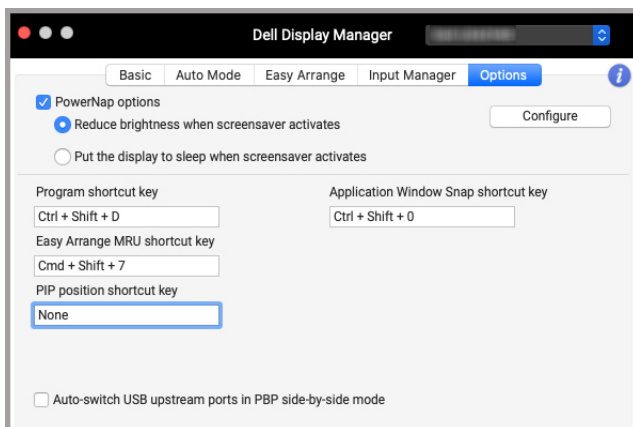 Dell Display Manager
Basic Auto Mode Easy Arrange Input Manager Options i
PowerNap options
Configure
Reduce brightness when screensaver activates
Put the display to sleep when screensaver activates
Program shortcut key
Application Window Snap shortcut key
Ctrl + Shift + D
Ctrl + Shift + 0
Easy Arrange MRU shortcut key
Cmd + Shift + 7
PIP position shortcut key
None
Auto-switch USB upstream ports in PBP side-by-side mode